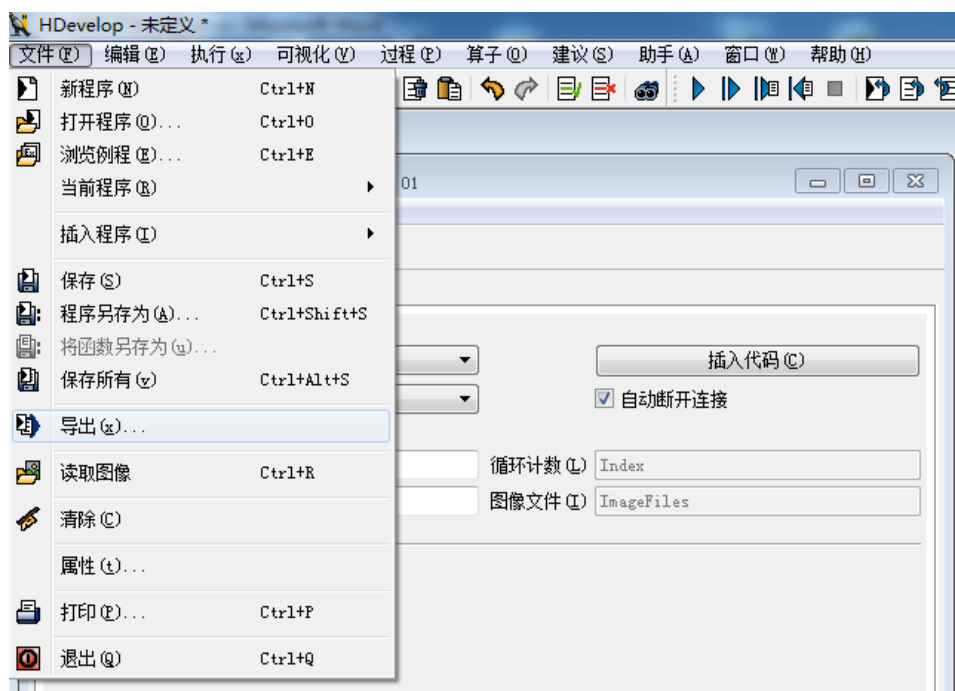 HDevelop - 未定义 *
文件(F) 编辑(E) 执行(x) 可视化(V) 过程(P) 算子(O) 建议(S) 助手(A) 窗口(W) 帮助(H)
新程序(N) Ctrl+N
打开程序(O)... Ctrl+O
浏览例程(E)... Ctrl+E
当前程序(R)
01
插入程序(I)
保存(S) Ctrl+S
程序另存为(A)... Ctrl+Shift+S
将函数另存为(u)...
插入代码(C)
保存所有(v) Ctrl+Alt+S
自动断开连接
导出(x)...
读取图像 Ctrl+R
循环计数(L) Index
图像文件(I) ImageFiles
清除(C)
属性(t)...
打印(P)... Ctrl+P
退出(Q) Ctrl+Q